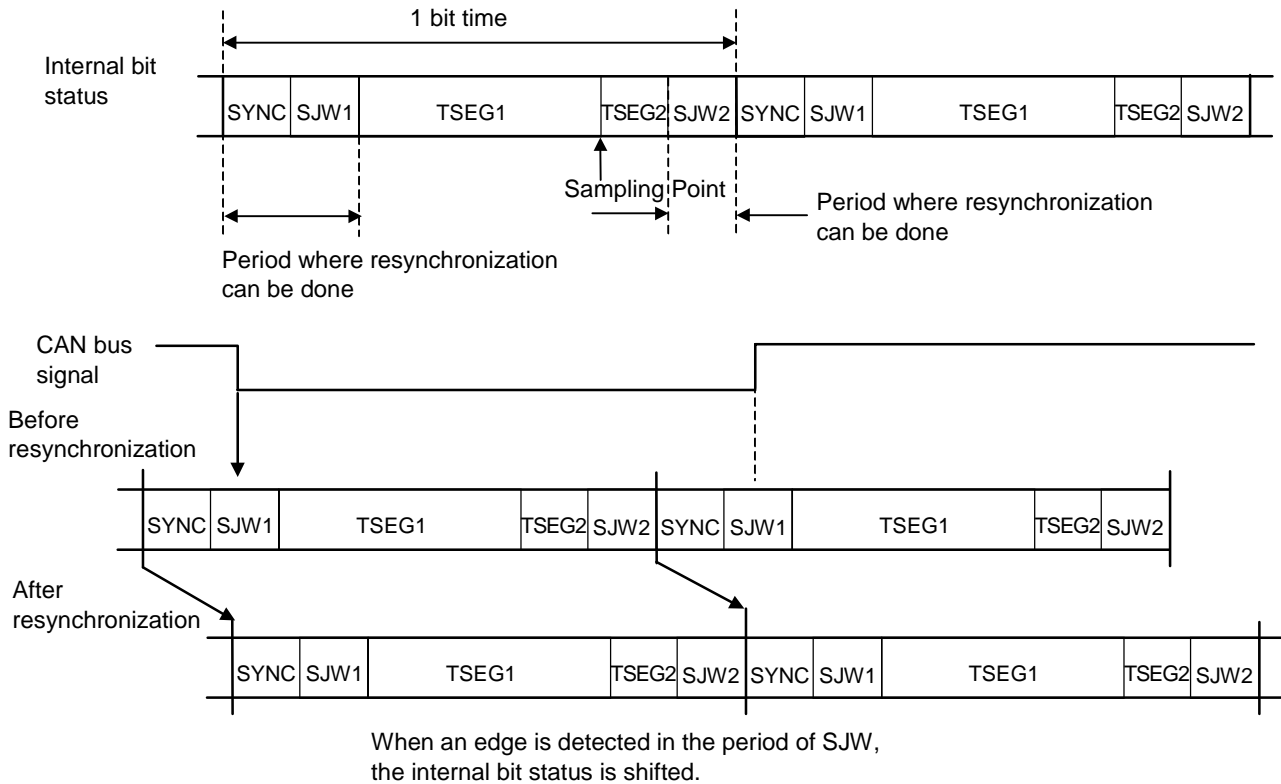 1 bit time
Internal bit
status
SYNC SJW1 TSEG1 TSEG2 SJW2 SYNC SJW1 TSEG1 TSEG2 SJW2
Sampling Point
Period where resynchronization
can be done
Period where resynchronization
can be done
CAN bus
signal
Before
resynchronization
SYNC SJW1 TSEG1 TSEG2 SJW2 SYNC SJW1 TSEG1 TSEG2 SJW2
After
resynchronization
SYNC SJW1 TSEG1 TSEG2 SJW2 SYNC SJW1 TSEG1 TSEG2 SJW2
When an edge is detected in the period of SJW,
the internal bit status is shifted.